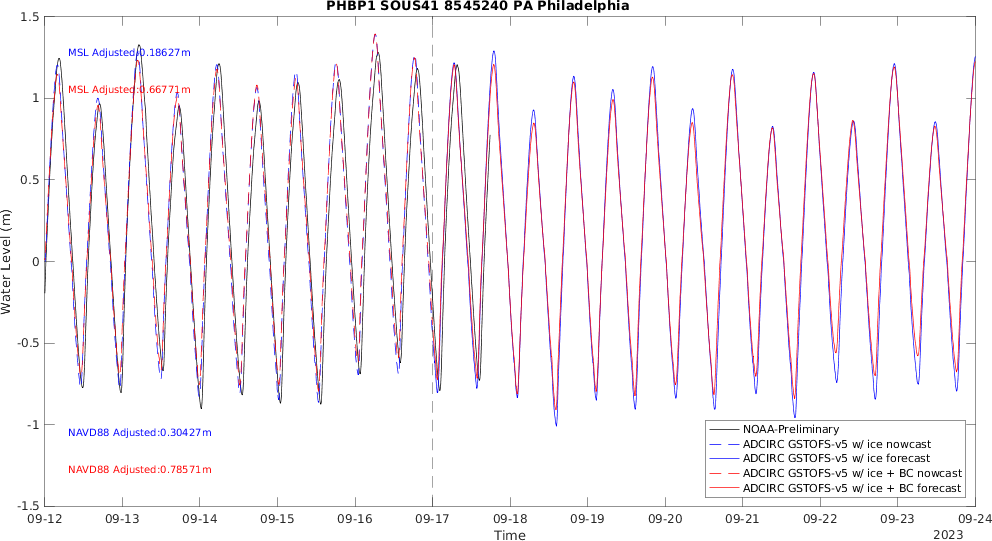 PHBP1 SOUS41 8545240 PA Philadelphia
1.5
1
0.5
0
-0.5
-1
-1.5
Water Level (m)
MSL Adjusted:0.18627m
MSL Adjusted:0.66771m
NAVD88 Adjusted:0.30427m
NAVD88 Adjusted:0.78571m
NOAA-Preliminary
ADCIRC GSTOFS-v5 w/ ice nowcast
ADCIRC GSTOFS-v5 w/ ice forecast
ADCIRC GSTOFS-v5 w/ ice + BC nowcast
ADCIRC GSTOFS-v5 w/ ice + BC forecast
09-12 09-13 09-14 09-15 09-16 09-17 09-18 09-19 09-20 09-21 09-22 09-23 09-24
Time
2023